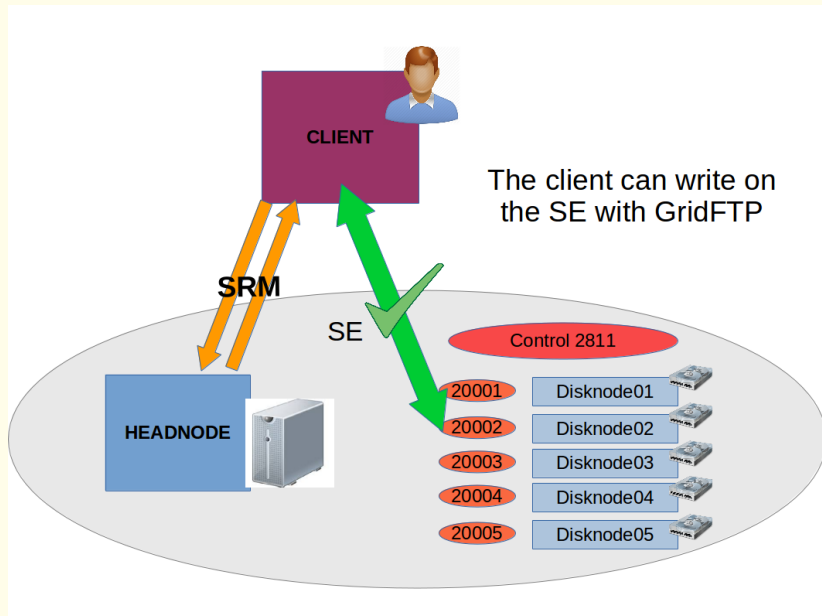 CLIENT
The client can write on
the SE with GridFTP
SRM
SE
Control 2811
20001 Disknode01
20002 Disknode02
HEADNODE
20003 Disknode03
20004 Disknode04
20005 Disknode05